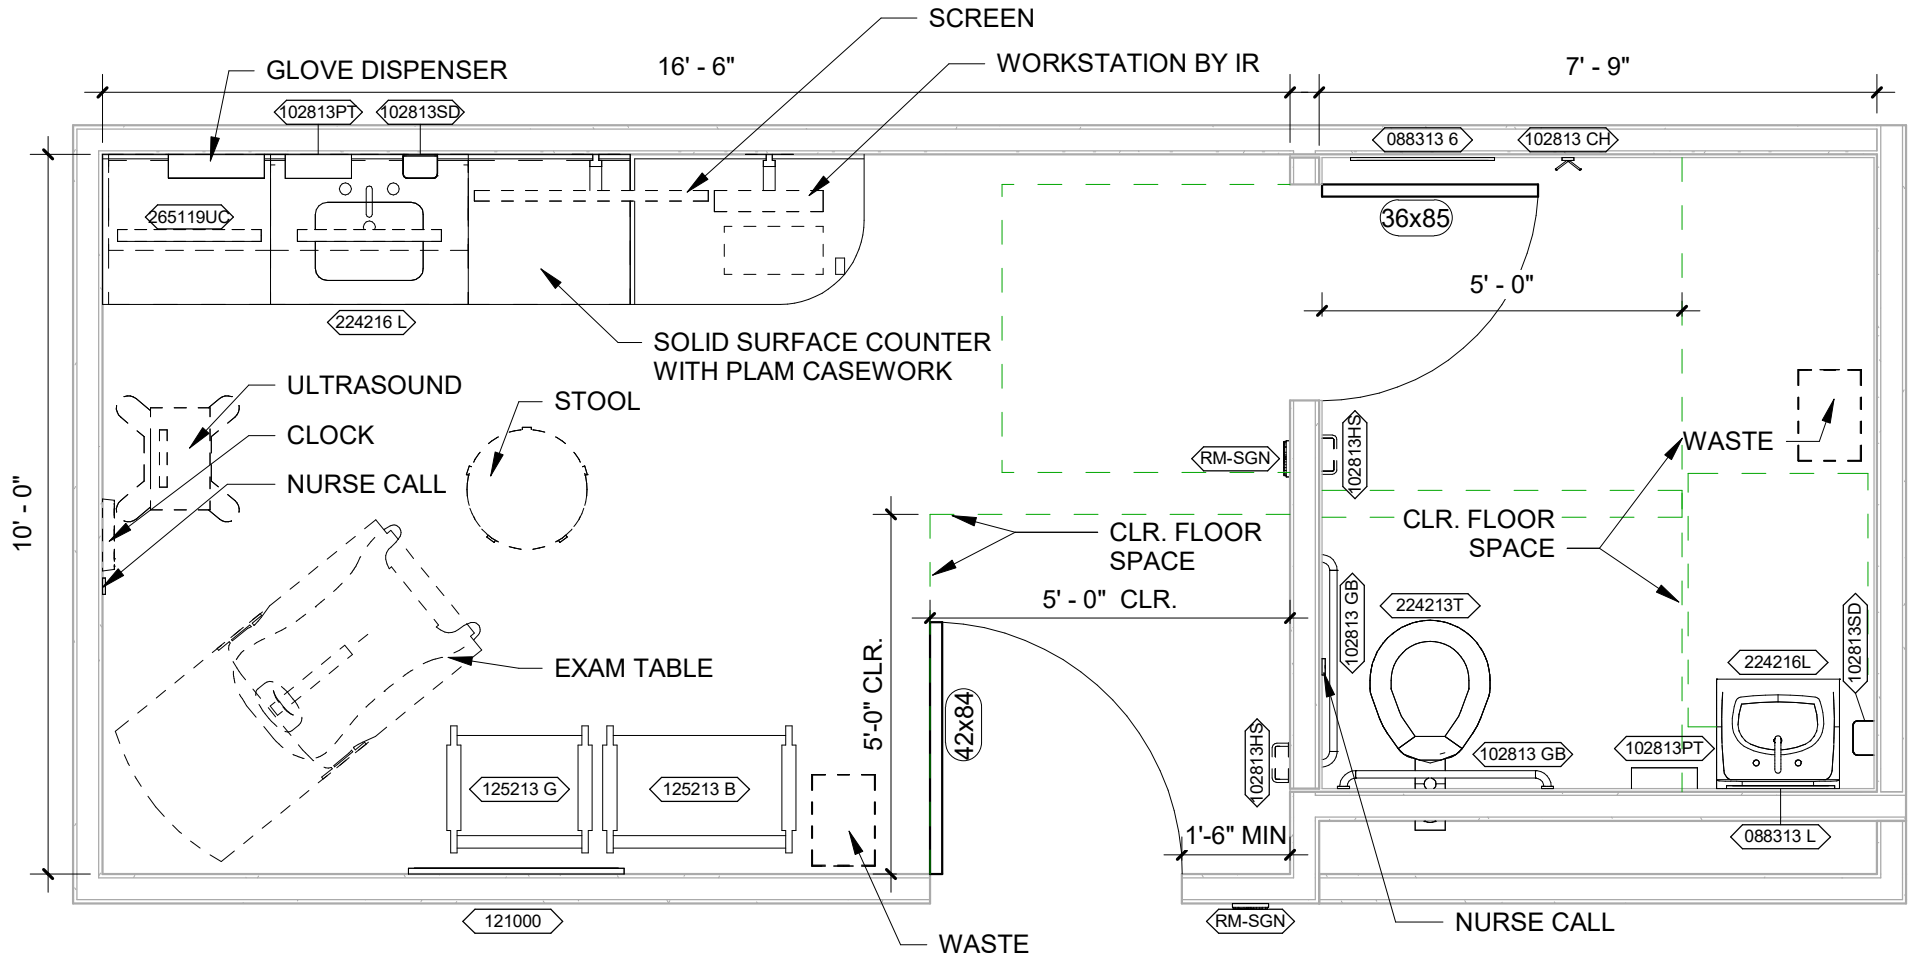 SCREEN
16' - 6"
WORKSTATION BY IR
7' - 9"
GLOVE DISPENSER
102813PT
102813SD
088313 6
102813 CH
265119UC
36x85
5' - 0"
224216 L
SOLID SURFACE COUNTER
WITH PLAM CASEWORK
ULTRASOUND
STOOL
CLOCK
NURSE CALL
10' - 0"
RM-SGN
102813HS
WASTE
CLR. FLOOR
SPACE
CLR. FLOOR
SPACE
5' - 0" CLR.
102813 GB
224213T
102813SD
224216L
EXAM TABLE
5'-0" CLR.
42x84
102813HS
102813 GB
102813PT
125213 G
125213 B
1'-6" MIN
088313 L
121000
RM-SGN
NURSE CALL
WASTE